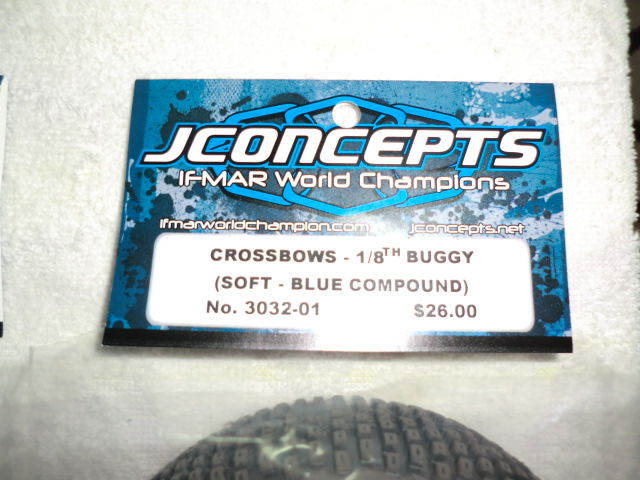 JCONCEPTS
IFMAR World Champions
ifmarworldchampion.com jconcepts.net
CROSSBOWS - 1/8TH BUGGY
(SOFT - BLUE COMPOUND)
No. 3032-01 $26.00